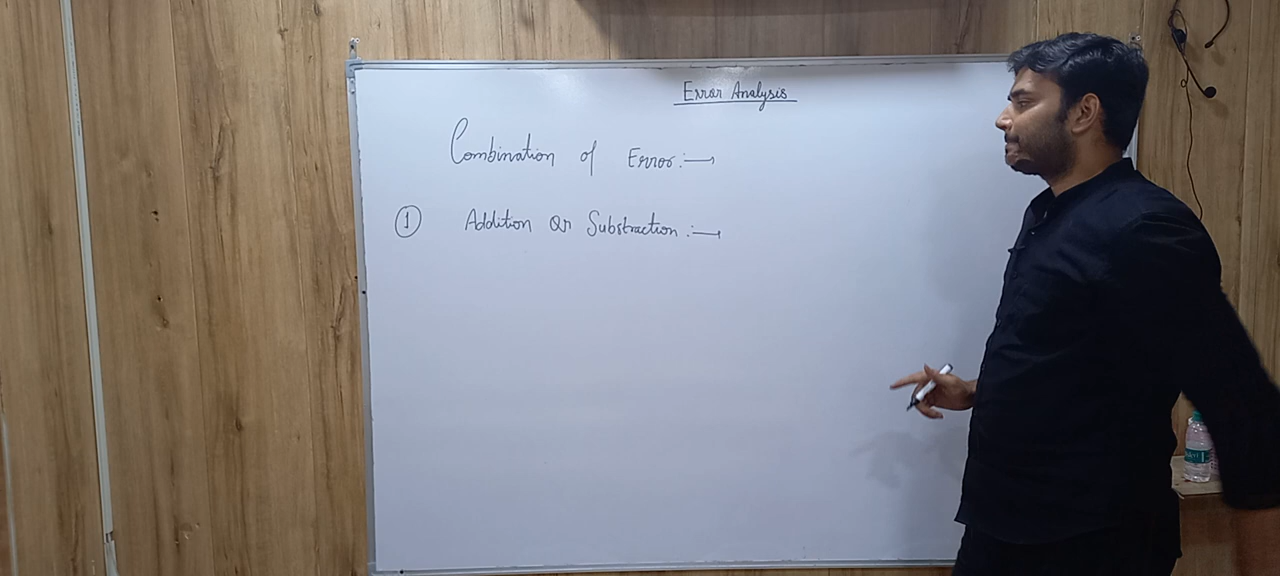 Error Analysis
Combination of Error:→
① Addition Or Substraction:→